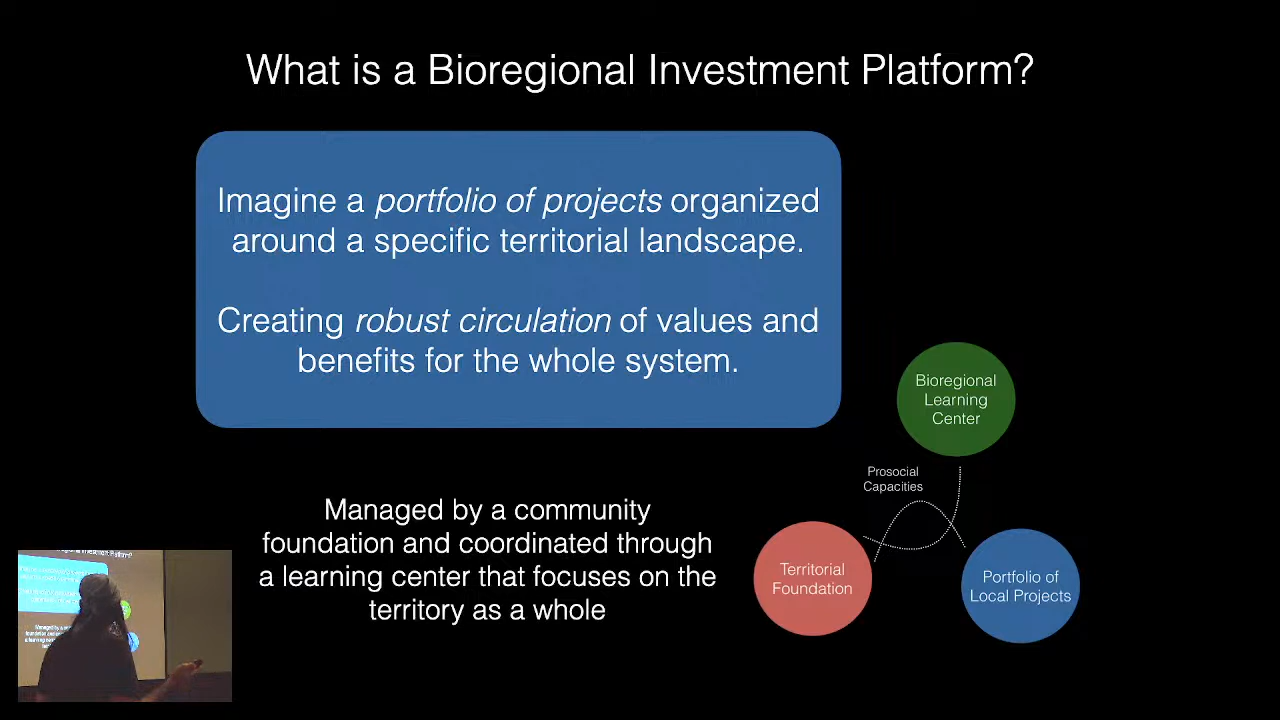 What is a Bioregional Investment Platform?
Imagine a portfolio of projects organized
around a specific territorial landscape.
Creating robust circulation of values and
benefits for the whole system.
Managed by a community
foundation and coordinated through
a learning center that focuses on the
territory as a whole
Bioregional
Learning
Center
Prosocial
Capacities
Territorial
Foundation
Portfolio of
Local Projects